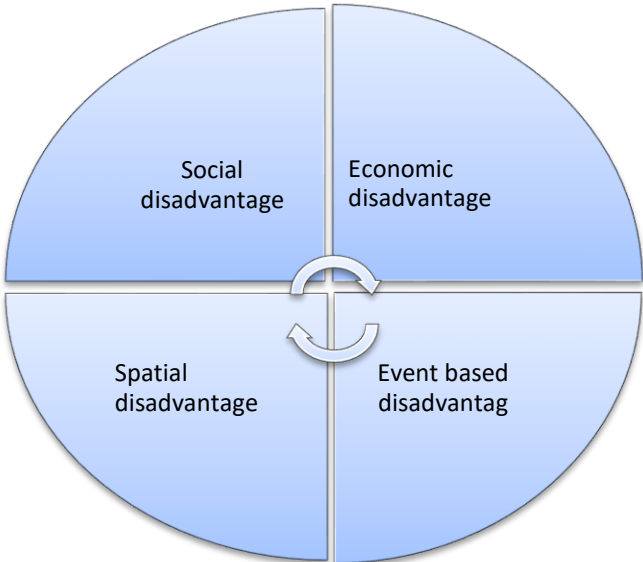 Social
disadvantage
Economic
disadvantage
Spatial
disadvantage
Event based
disadvantag